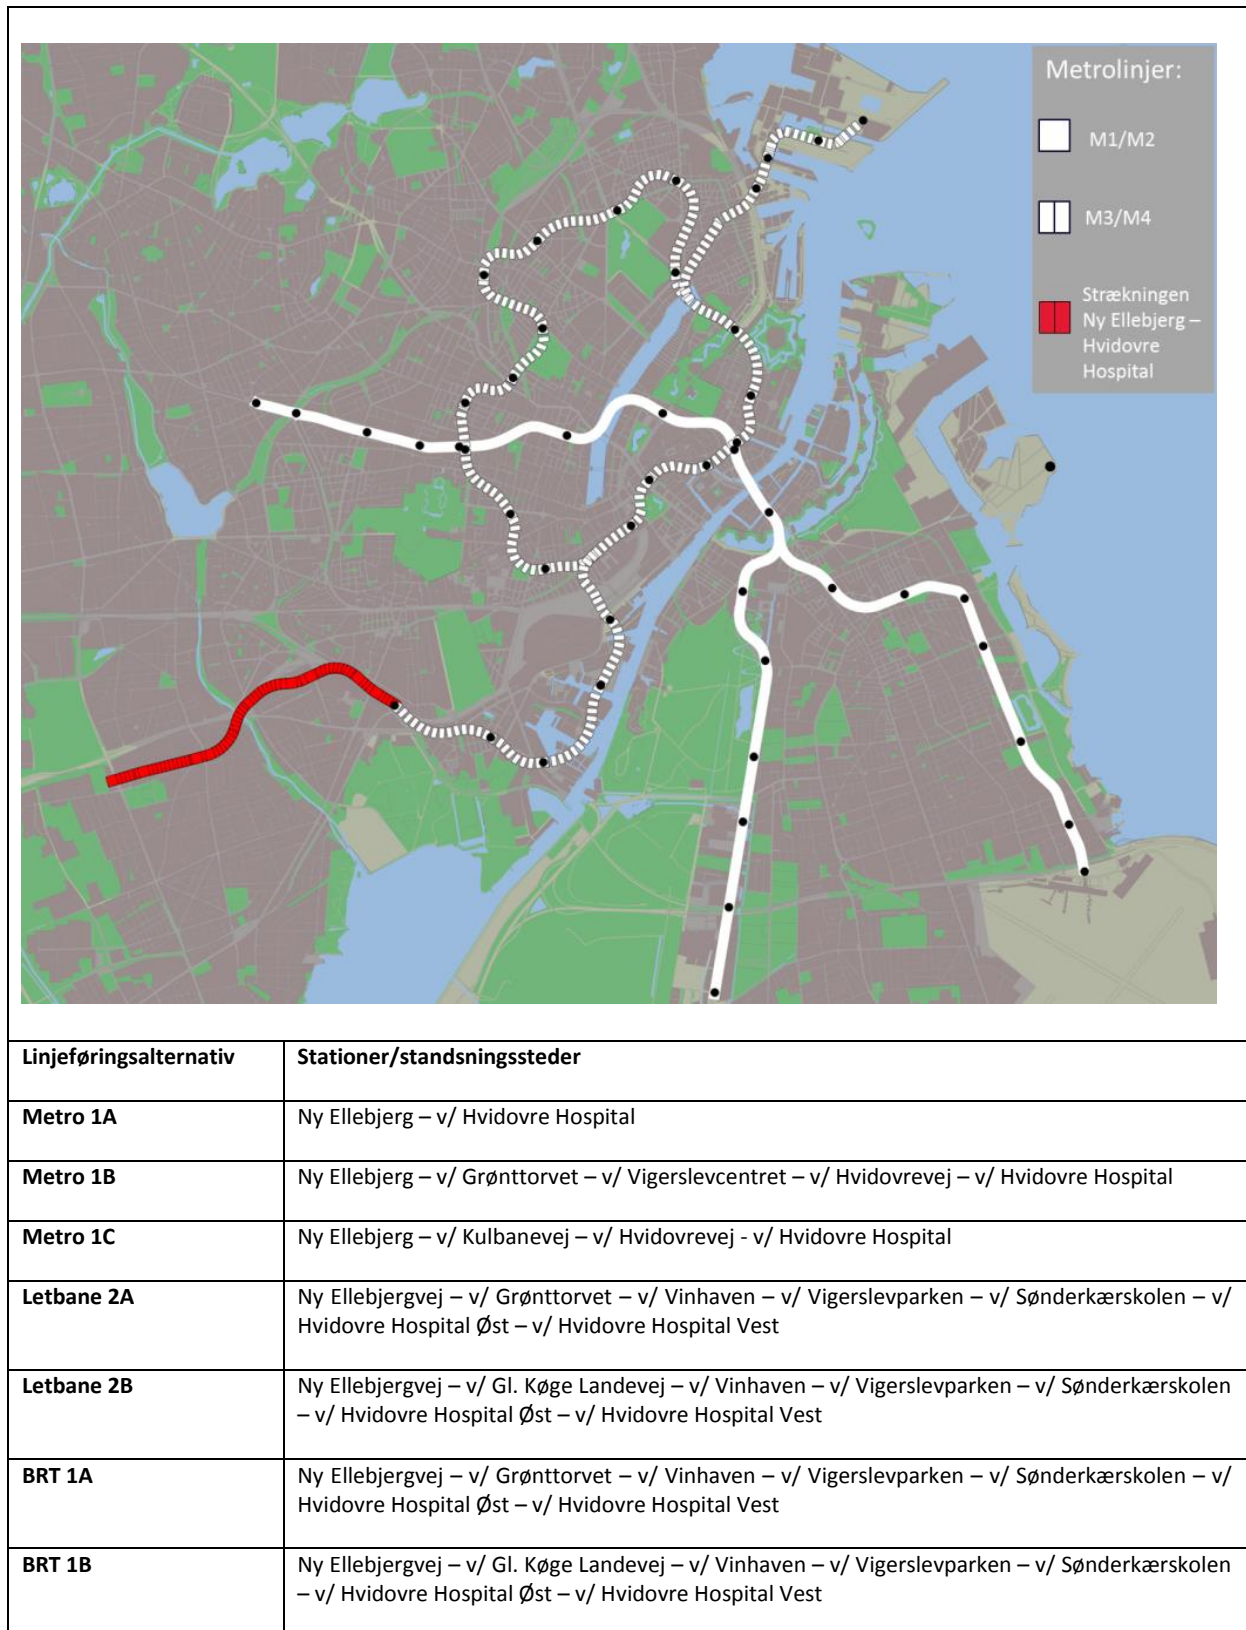 Metrolinjer:
M1/M2
M3/M4
Strækningen
Ny Ellebjerg –
Hvidovre
Hospital
Linjeføringsalternativ
Stationer/standsningssteder
Metro 1A
Ny Ellebjerg – v/ Hvidovre Hospital
Metro 1B
Ny Ellebjerg – v/ Grønttorvet – v/ Vigerslevcentret – v/ Hvidovrevej – v/ Hvidovre Hospital
Metro 1C
Ny Ellebjerg – v/ Kulbanevej – v/ Hvidovrevej - v/ Hvidovre Hospital
Letbane 2A
Ny Ellebjergvej – v/ Grønttorvet – v/ Vinhaven – v/ Vigerslevparken – v/ Sønderkærskolen – v/
Hvidovre Hospital Øst – v/ Hvidovre Hospital Vest
Letbane 2B
Ny Ellebjergvej – v/ Gl. Køge Landevej – v/ Vinhaven – v/ Vigerslevparken – v/ Sønderkærskolen
– v/ Hvidovre Hospital Øst – v/ Hvidovre Hospital Vest
BRT 1A
Ny Ellebjergvej – v/ Grønttorvet – v/ Vinhaven – v/ Vigerslevparken – v/ Sønderkærskolen – v/
Hvidovre Hospital Øst – v/ Hvidovre Hospital Vest
BRT 1B
Ny Ellebjergvej – v/ Gl. Køge Landevej – v/ Vinhaven – v/ Vigerslevparken – v/ Sønderkærskolen
– v/ Hvidovre Hospital Øst – v/ Hvidovre Hospital Vest